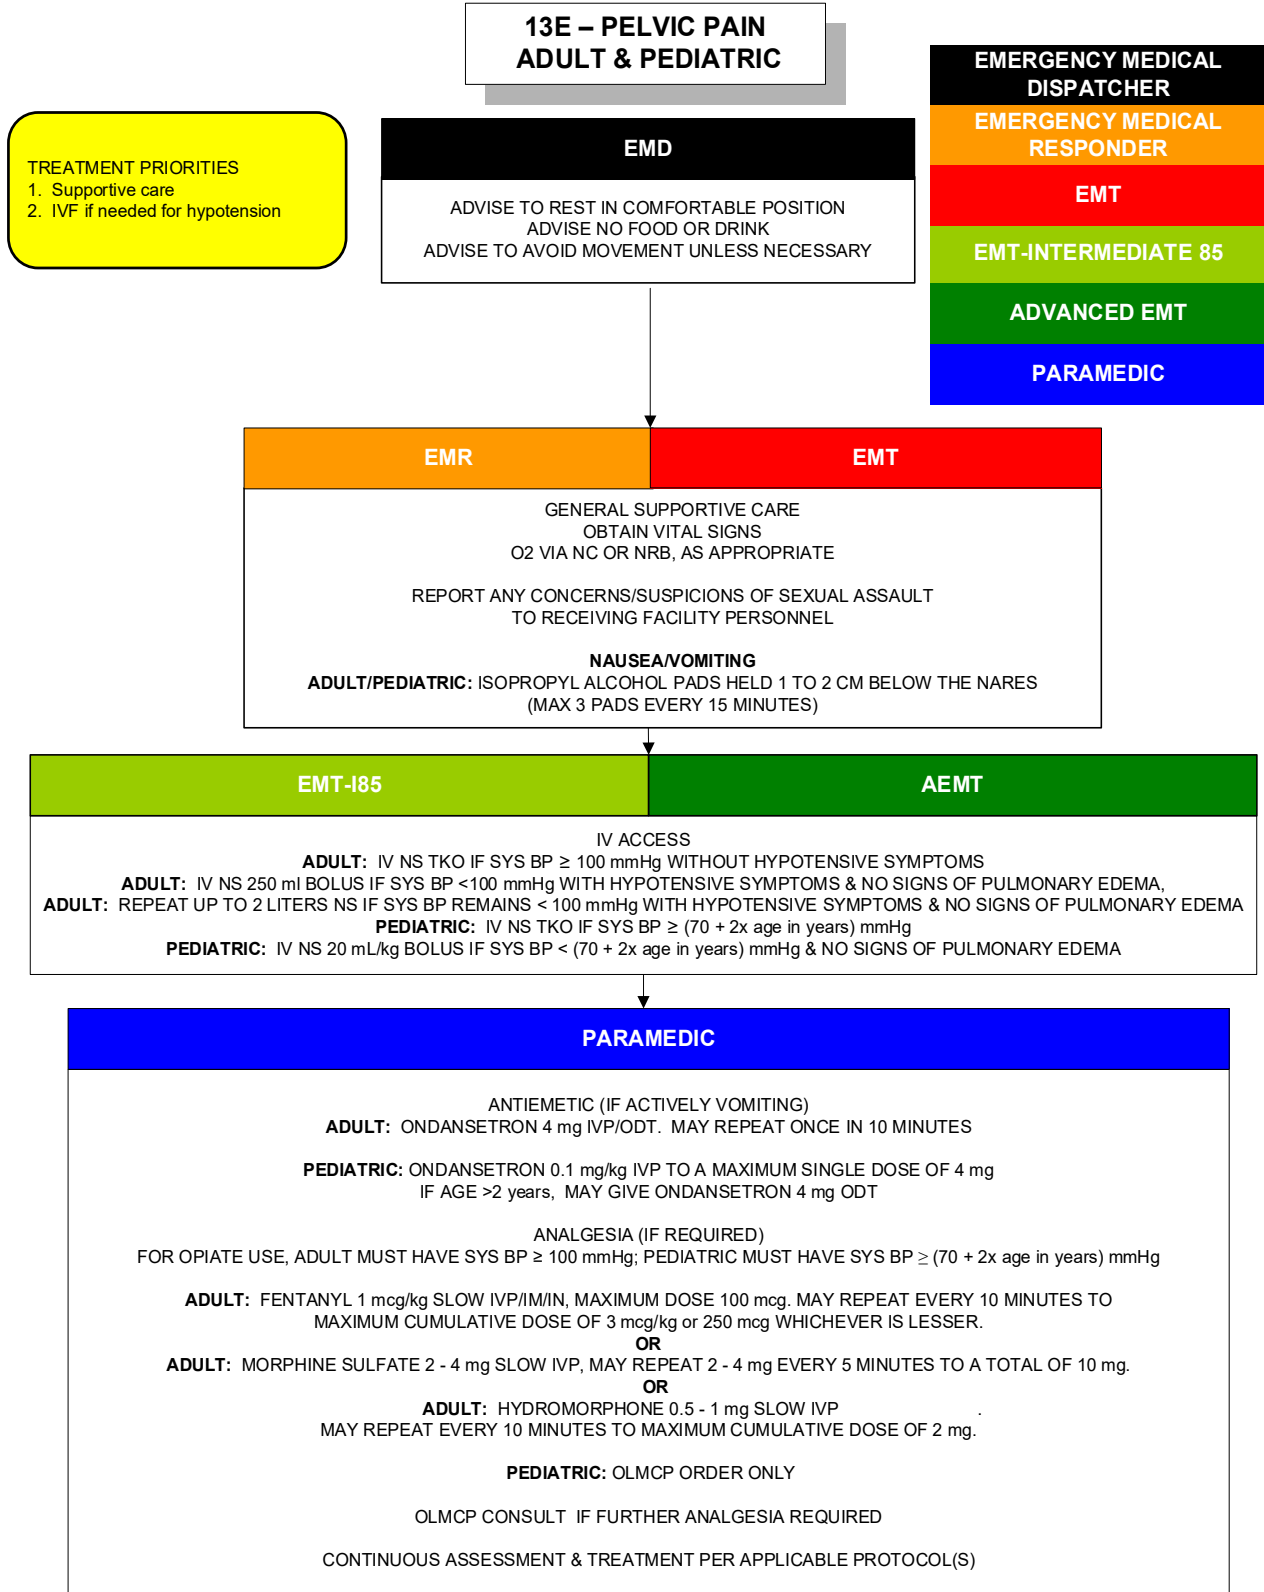 13E – PELVIC PAIN
ADULT & PEDIATRIC
EMERGENCY MEDICAL
DISPATCHER
EMERGENCY MEDICAL
RESPONDER
EMT
EMT-INTERMEDIATE 85
ADVANCED EMT
PARAMEDIC
TREATMENT PRIORITIES
1. Supportive care
2. IVF if needed for hypotension
EMD
ADVISE TO REST IN COMFORTABLE POSITION
ADVISE NO FOOD OR DRINK
ADVISE TO AVOID MOVEMENT UNLESS NECESSARY
EMR
EMT
GENERAL SUPPORTIVE CARE
OBTAIN VITAL SIGNS
O2 VIA NC OR NRB, AS APPROPRIATE
REPORT ANY CONCERNS/SUSPICIONS OF SEXUAL ASSAULT
TO RECEIVING FACILITY PERSONNEL
NAUSEA/VOMITING
ADULT/PEDIATRIC: ISOPROPYL ALCOHOL PADS HELD 1 TO 2 CM BELOW THE NARES
(MAX 3 PADS EVERY 15 MINUTES)
EMT-I85
AEMT
IV ACCESS
ADULT: IV NS TKO IF SYS BP ≥ 100 mmHg WITHOUT HYPOTENSIVE SYMPTOMS
ADULT: IV NS 250 ml BOLUS IF SYS BP <100 mmHg WITH HYPOTENSIVE SYMPTOMS & NO SIGNS OF PULMONARY EDEMA,
ADULT: REPEAT UP TO 2 LITERS NS IF SYS BP REMAINS < 100 mmHg WITH HYPOTENSIVE SYMPTOMS & NO SIGNS OF PULMONARY EDEMA
PEDIATRIC: IV NS TKO IF SYS BP ≥ (70 + 2x age in years) mmHg
PEDIATRIC: IV NS 20 mL/kg BOLUS IF SYS BP < (70 + 2x age in years) mmHg & NO SIGNS OF PULMONARY EDEMA
PARAMEDIC
ANTIEMETIC (IF ACTIVELY VOMITING)
ADULT: ONDANSETRON 4 mg IVP/ODT. MAY REPEAT ONCE IN 10 MINUTES
PEDIATRIC: ONDANSETRON 0.1 mg/kg IVP TO A MAXIMUM SINGLE DOSE OF 4 mg
IF AGE >2 years, MAY GIVE ONDANSETRON 4 mg ODT
ANALGESIA (IF REQUIRED)
FOR OPIATE USE, ADULT MUST HAVE SYS BP ≥ 100 mmHg; PEDIATRIC MUST HAVE SYS BP ≥ (70 + 2x age in years) mmHg
ADULT: FENTANYL 1 mcg/kg SLOW IVP/IM/IN, MAXIMUM DOSE 100 mcg. MAY REPEAT EVERY 10 MINUTES TO
MAXIMUM CUMULATIVE DOSE OF 3 mcg/kg or 250 mcg WHICHEVER IS LESSER.
OR
ADULT: MORPHINE SULFATE 2 - 4 mg SLOW IVP, MAY REPEAT 2 - 4 mg EVERY 5 MINUTES TO A TOTAL OF 10 mg.
OR
ADULT: HYDROMORPHONE 0.5 - 1 mg SLOW IVP .
MAY REPEAT EVERY 10 MINUTES TO MAXIMUM CUMULATIVE DOSE OF 2 mg.
PEDIATRIC: OLMCP ORDER ONLY
OLMCP CONSULT IF FURTHER ANALGESIA REQUIRED
CONTINUOUS ASSESSMENT & TREATMENT PER APPLICABLE PROTOCOL(S)